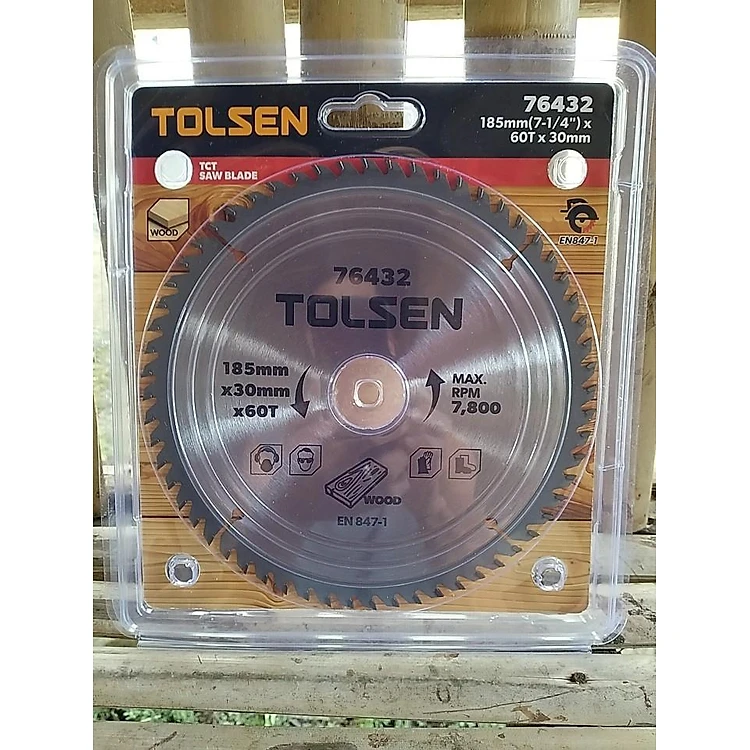 TOLSEN
76432
185mm(7-1/4") x
60T x 30mm
TCT
SAW BLADE
WOOD
EN847-1
76432
TOLSEN
185mm
x30mm
x60T
MAX.
RPM
7,800
WOOD
EN 847-1